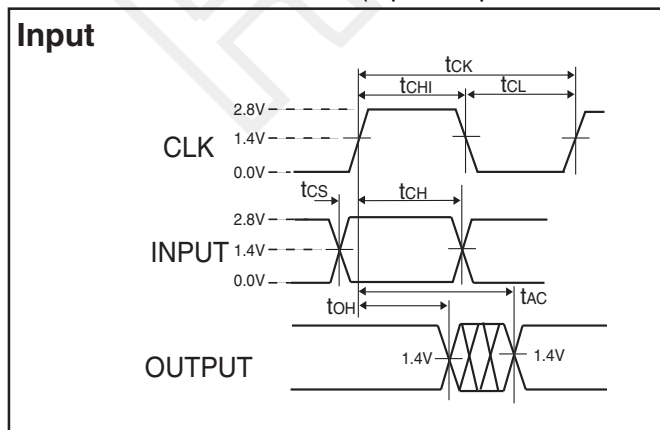 Input
tCK
tCHI
tCL
2.8V
CLK
1.4V
0.0V
tCS
tCH
2.8V
INPUT
1.4V
0.0V
tAC
tOH
1.4V
1.4V
OUTPUT